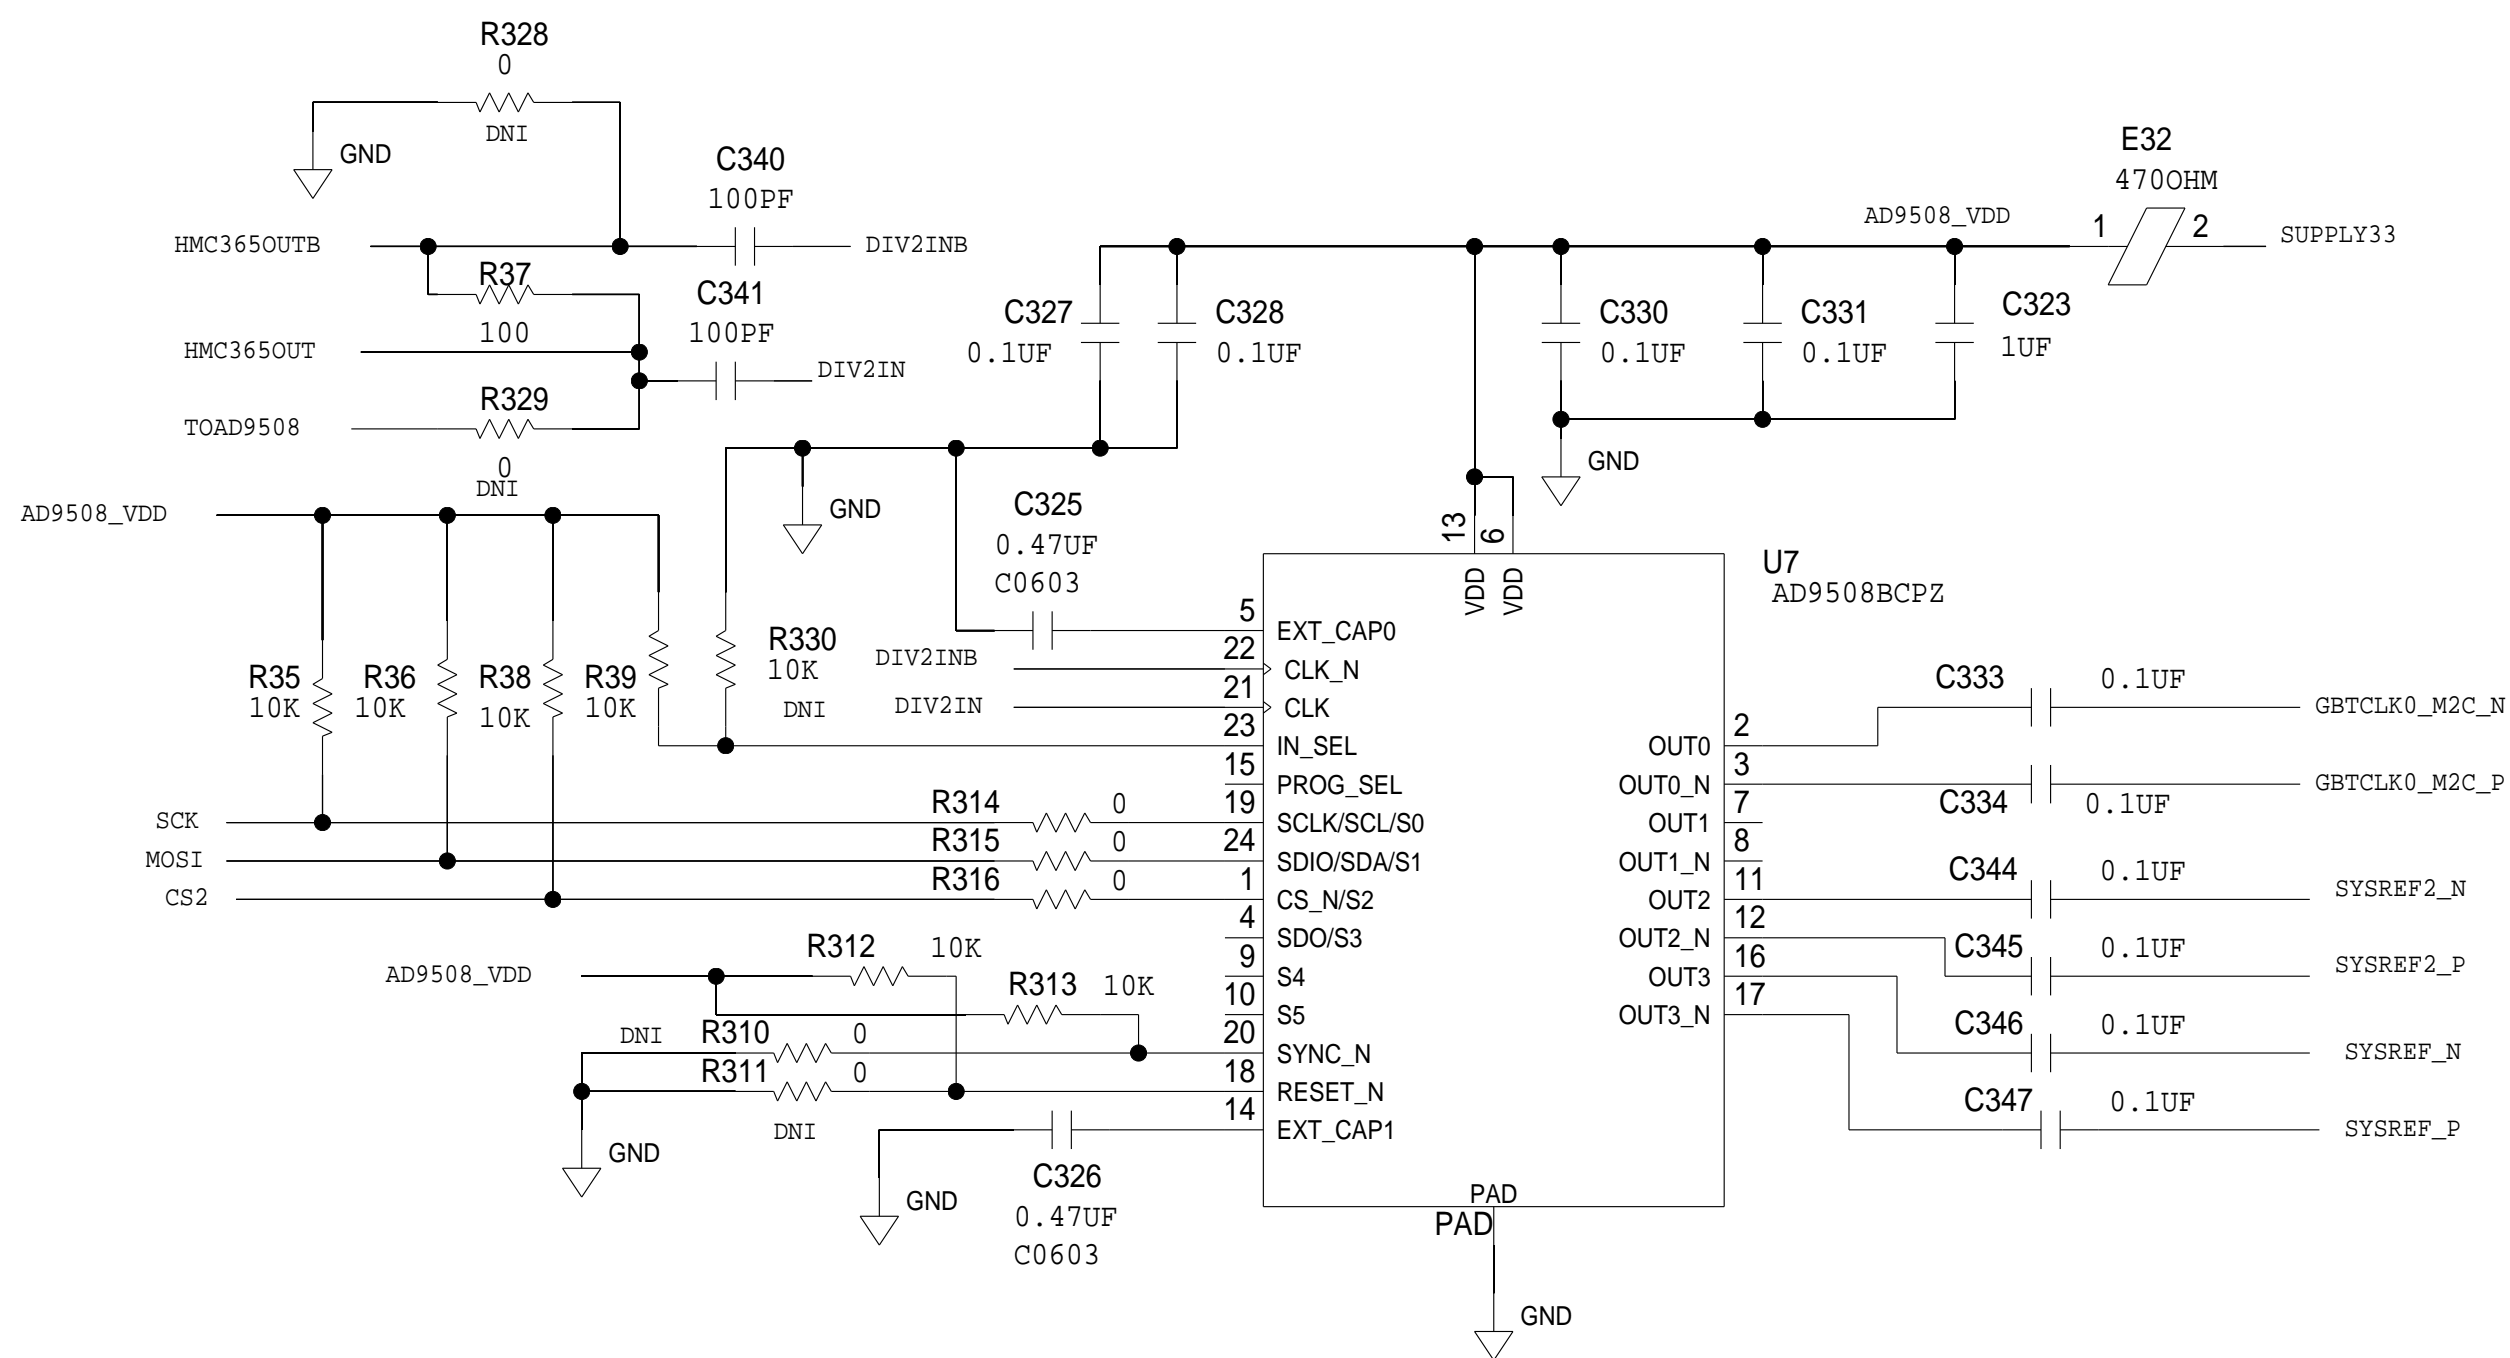 R328
0
DNI
GND
C340
100PF
HMC365OUTB
DIV2INB
R37
100
C341
100PF
HMC365OUT
DIV2IN
R329
TOAD9508
0
DNI
E32
470OHM
AD9508_VDD
1
2
SUPPLY33
C327
0.1UF
C328
0.1UF
C330
0.1UF
C331
0.1UF
C323
1UF
GND
GND
AD9508_VDD
C325
0.47UF
C0603
13
6
VDD
VDD
U7
AD9508BCPZ
R35
10K
R36
10K
R38
10K
R39
10K
R330
10K
DNI
DIV2INB
DIV2IN
5
EXT_CAP0
22
CLK_N
21
CLK
23
IN_SEL
15
PROG_SEL
SCK
R314
0
19
SCLK/SCL/S0
MOSI
R315
0
24
SDIO/SDA/S1
CS2
R316
0
1
CS_N/S2
4
SDO/S3
9
S4
10
S5
20
SYNC_N
18
RESET_N
14
EXT_CAP1
AD9508_VDD
R312
10K
R313
10K
DNI
R310
0
R311
0
DNI
GND
GND
C326
0.47UF
C0603
OUT0
2
OUT0_N
3
OUT1
7
OUT1_N
8
OUT2
11
OUT2_N
12
OUT3
16
OUT3_N
17
C333
0.1UF
GBTCLK0_M2C_N
C334
0.1UF
GBTCLK0_M2C_P
C344
0.1UF
SYSREF2_N
C345
0.1UF
SYSREF2_P
C346
0.1UF
SYSREF_N
C347
0.1UF
SYSREF_P
PAD
PAD
GND